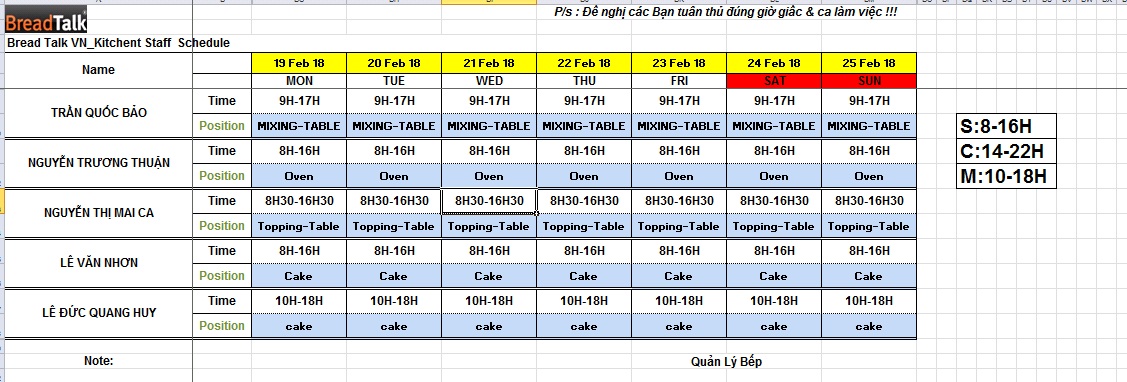 P/s : Đề nghị các Bạn tuân thủ đúng giờ giấc & ca làm việc !!!
BreadTalk
Bread Talk VN_Kitchent Staff Schedule
Name 19 Feb 18 20 Feb 18 21 Feb 18 22 Feb 18 23 Feb 18 24 Feb 18 25 Feb 18
MON TUE WED THU FRI SAT SUN
TRẦN QUỐC BẢO
Time 9H-17H 9H-17H 9H-17H 9H-17H 9H-17H 9H-17H 9H-17H
Position MIXING-TABLE MIXING-TABLE MIXING-TABLE MIXING-TABLE MIXING-TABLE MIXING-TABLE MIXING-TABLE
NGUYỄN TRƯƠNG THUẬN
Time 8H-16H 8H-16H 8H-16H 8H-16H 8H-16H 8H-16H 8H-16H
Position Oven Oven Oven Oven Oven Oven Oven
NGUYỄN THỊ MAI CA
Time 8H30-16H30 8H30-16H30 8H30-16H30 8H30-16H30 8H30-16H30 8H30-16H30 8H30-16H30
Position Topping-Table Topping-Table Topping-Table Topping-Table Topping-Table Topping-Table Topping-Table
LÊ VĂN NHƠN
Time 8H-16H 8H-16H 8H-16H 8H-16H 8H-16H 8H-16H 8H-16H
Position Cake Cake Cake Cake Cake Cake Cake
LÊ ĐỨC QUANG HUY
Time 10H-18H 10H-18H 10H-18H 10H-18H 10H-18H 10H-18H 10H-18H
Position cake cake cake cake cake cake cake
Note: Quản Lý Bếp
S:8-16H
C:14-22H
M:10-18H